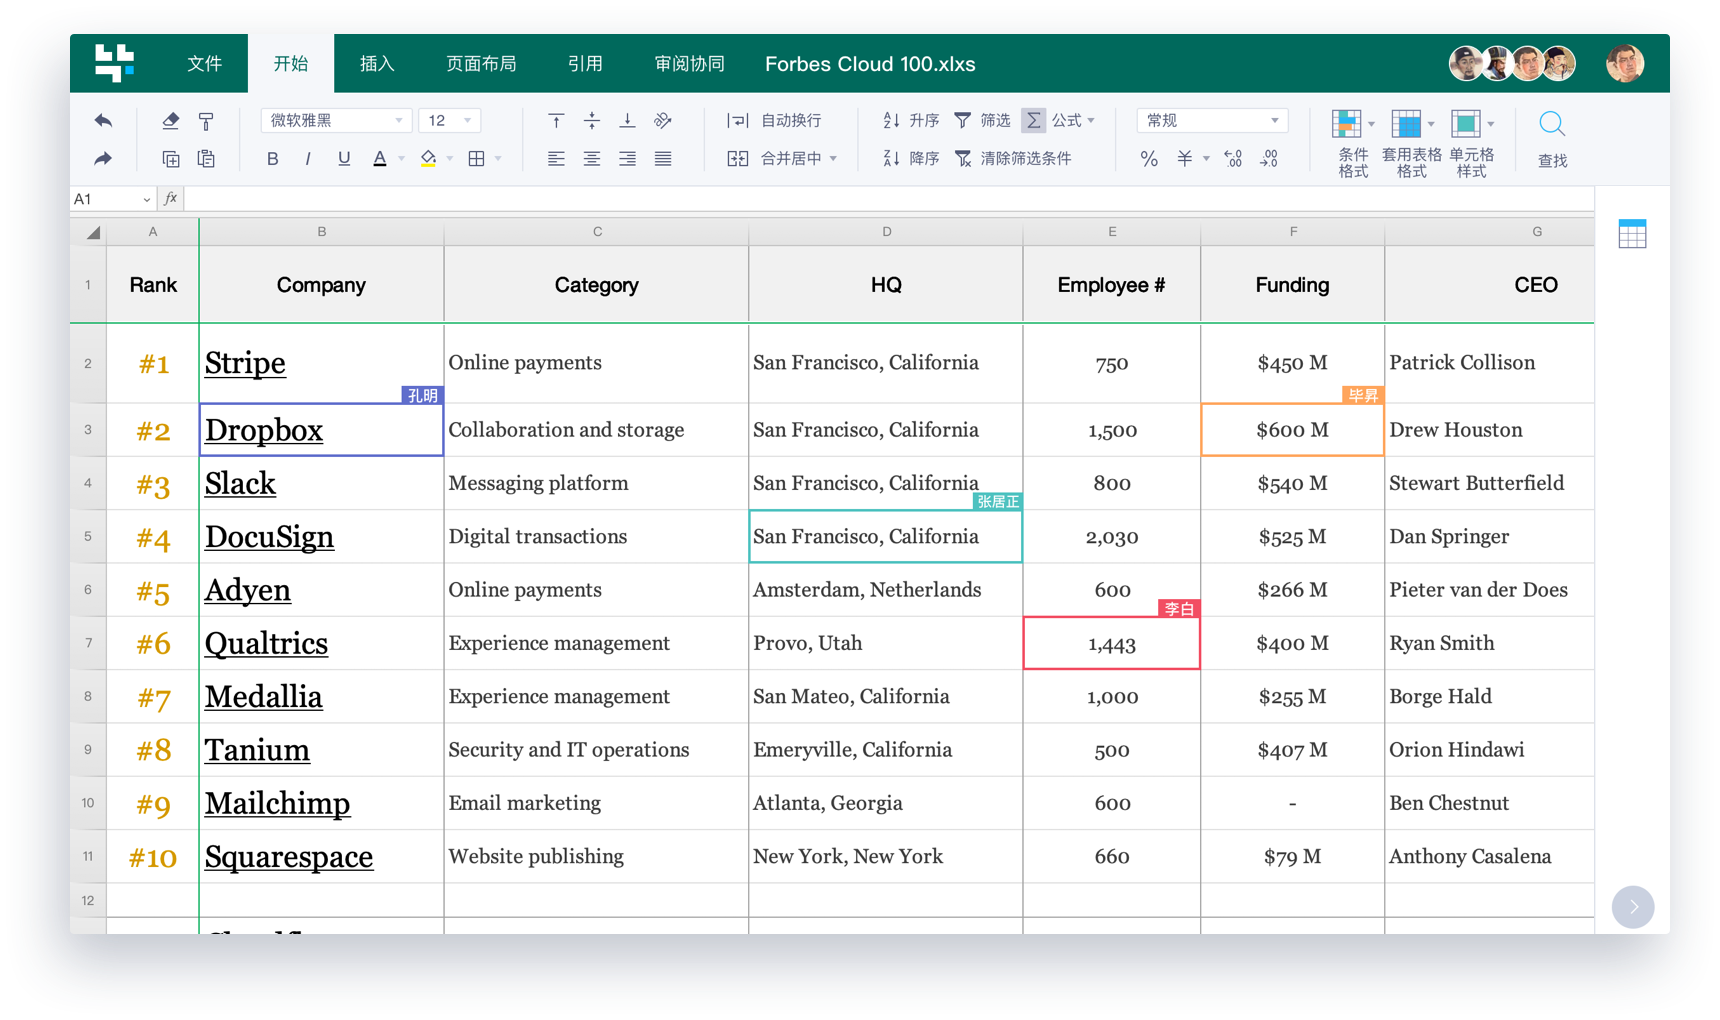 文件 开始 插入 页面布局 引用 审阅协同 Forbes Cloud 100.xlxs
微软雅黑 12 自动换行 升序 筛选 公式 常规
B I U A 合并居中 降序 清除筛选条件 % ¥ .0 .00 .00 .0 条件格式 套用表格格式 单元格样式 查找
A1 fx
A B C D E F G
1 Rank Company Category HQ Employee # Funding CEO
2 #1 Stripe Online payments San Francisco, California 750 $450 M Patrick Collison
孔明 毕昇
3 #2 Dropbox Collaboration and storage San Francisco, California 1,500 $600 M Drew Houston
4 #3 Slack Messaging platform San Francisco, California 800 $540 M Stewart Butterfield
张居正
5 #4 DocuSign Digital transactions San Francisco, California 2,030 $525 M Dan Springer
6 #5 Adyen Online payments Amsterdam, Netherlands 600 $266 M Pieter van der Does
李白
7 #6 Qualtrics Experience management Provo, Utah 1,443 $400 M Ryan Smith
8 #7 Medallia Experience management San Mateo, California 1,000 $255 M Borge Hald
9 #8 Tanium Security and IT operations Emeryville, California 500 $407 M Orion Hindawi
10 #9 Mailchimp Email marketing Atlanta, Georgia 600 - Ben Chestnut
11 #10 Squarespace Website publishing New York, New York 660 $79 M Anthony Casalena
12